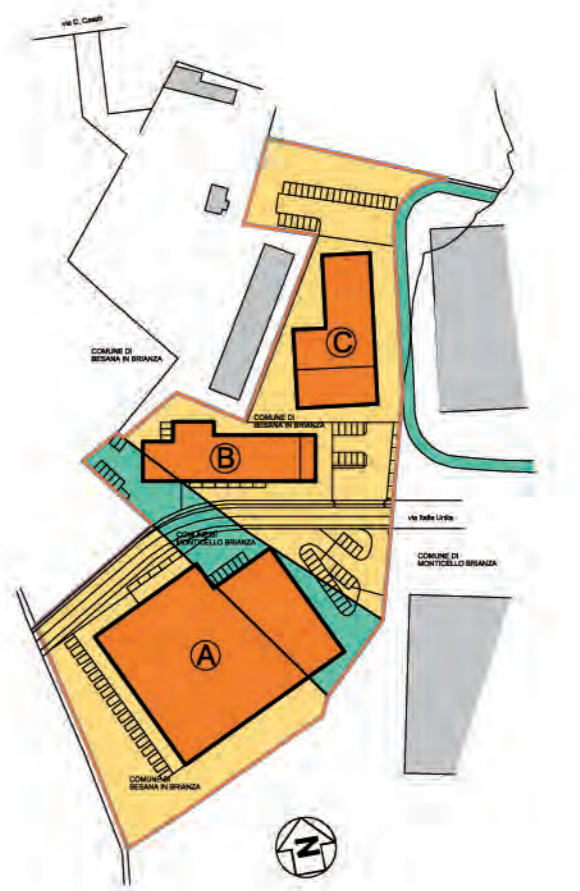 via C. Casati
COMUNE DI
BESANA IN BRIANZA
C
COMUNE DI
BESANA IN BRIANZA
B
via Italia Unita
COMUNE DI
MONTICELLO BRIANZA
COMUNE DI
MONTICELLO BRIANZA
A
COMUNE DI
BESANA IN BRIANZA
N